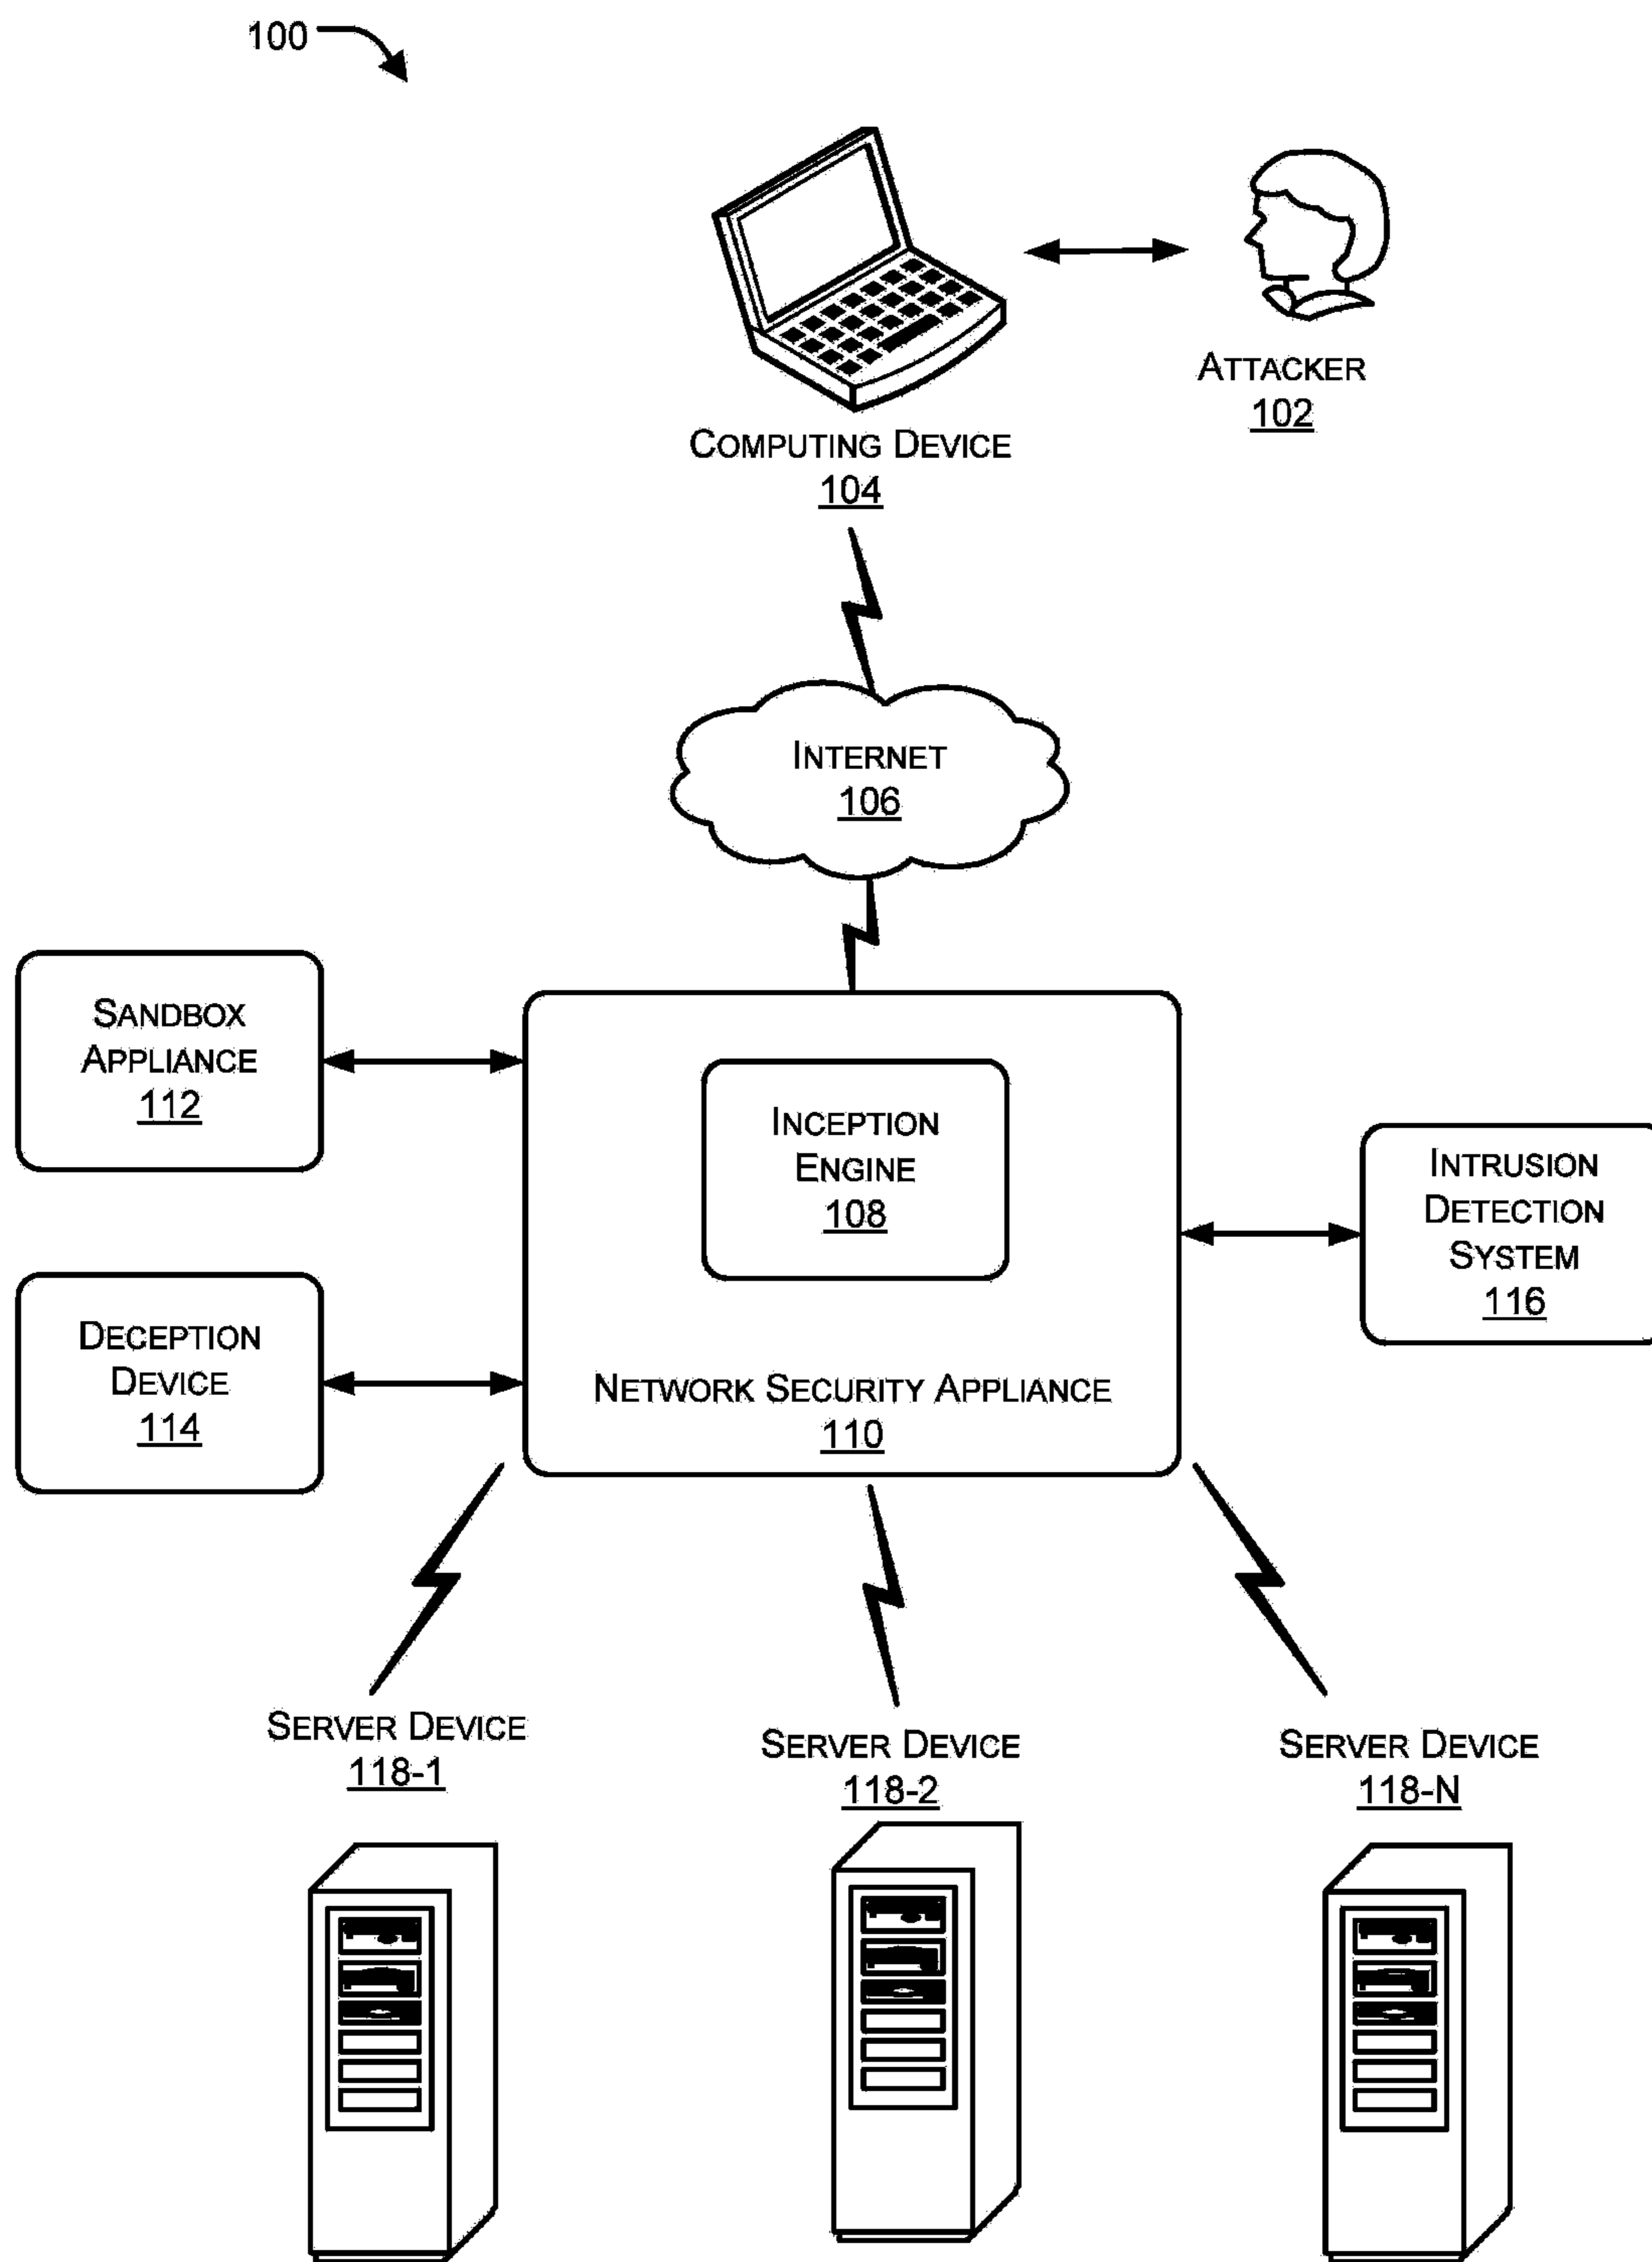 100
ATTACKER
102
COMPUTING DEVICE
104
INTERNET
106
SANDBOX
APPLIANCE
112
INCEPTION
ENGINE
108
INTRUSION
DETECTION
SYSTEM
116
DECEPTION
DEVICE
114
NETWORK SECURITY APPLIANCE
110
SERVER DEVICE
118-1
SERVER DEVICE
118-2
SERVER DEVICE
118-N